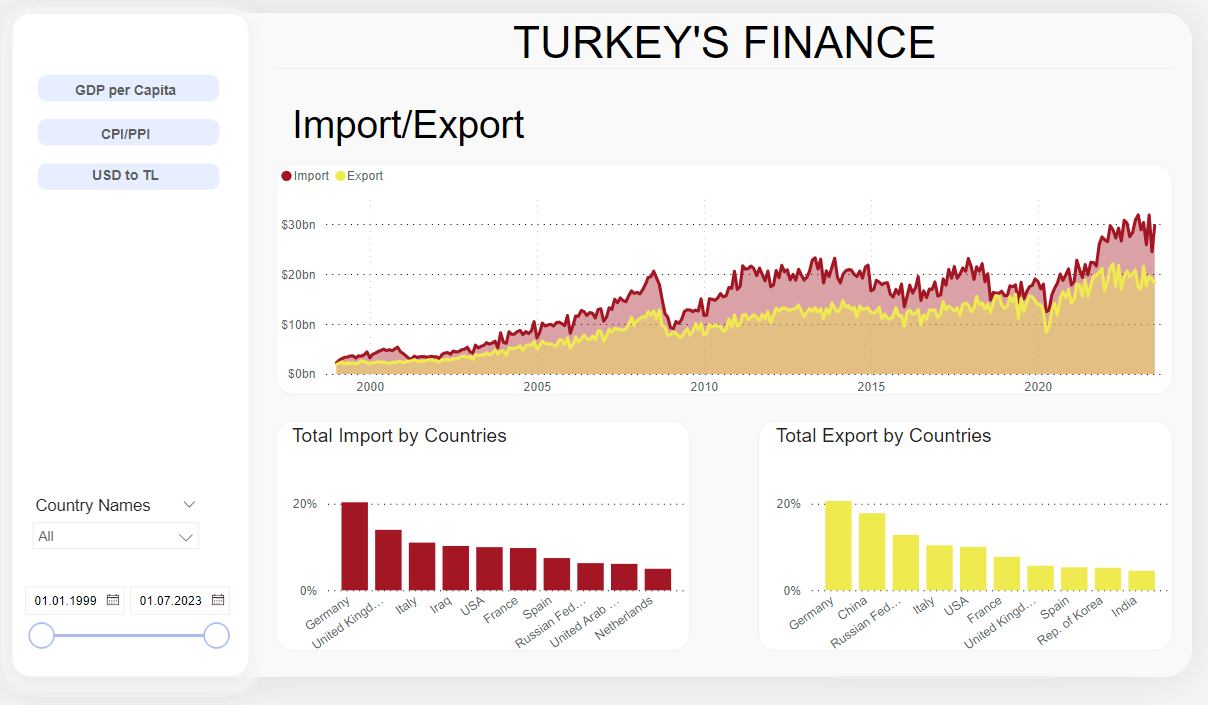 TURKEY'S FINANCE
GDP per Capita
CPI/PPI
USD to TL
Country Names
All
01.01.1999 01.07.2023
Import/Export
Import Export
$30bn
$20bn
$10bn
$0bn
2000 2005 2010 2015 2020
Total Import by Countries
20%
0%
Germany
United Kingd...
Italy
Iraq
USA
France
Spain
Russian Fed...
United Arab ...
Netherlands
Total Export by Countries
20%
0%
Germany
China
Russian Fed...
Italy
USA
France
United Kingd...
Spain
Rep. of Korea
India